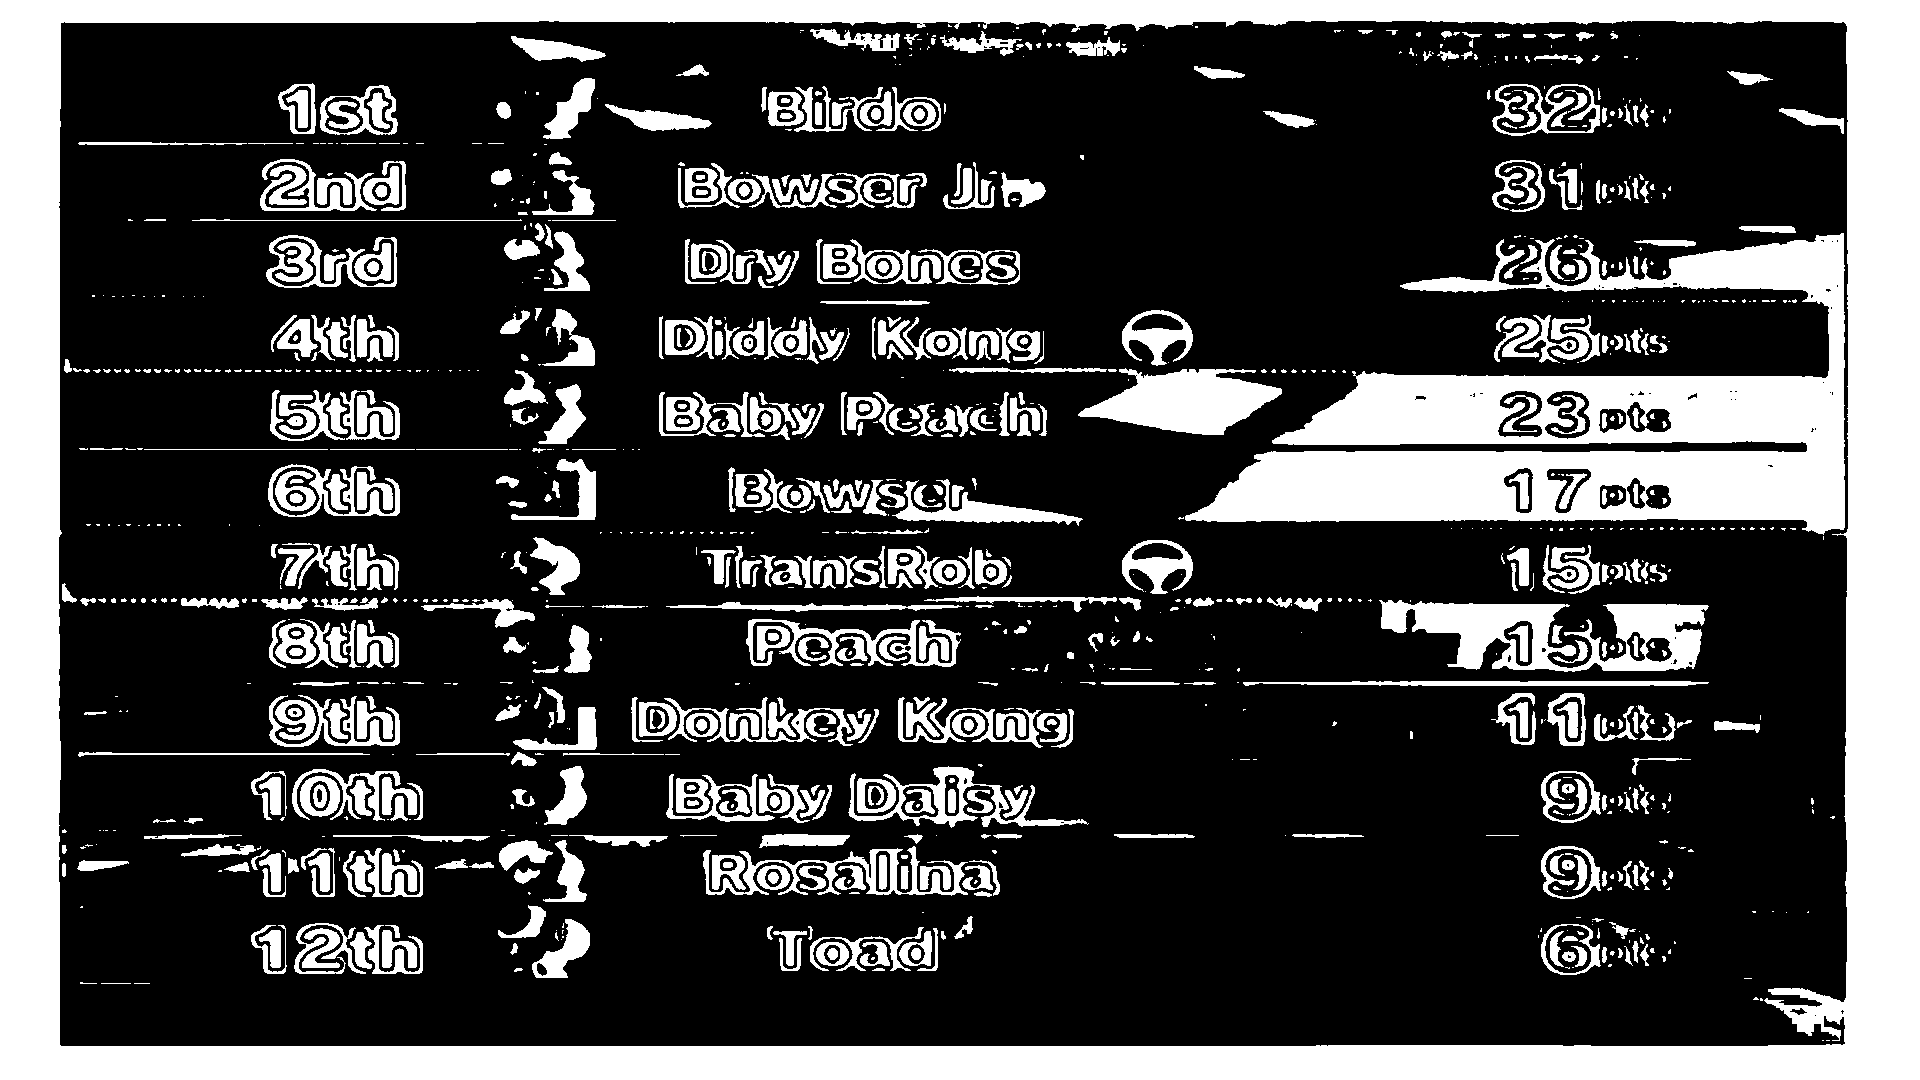 1st Birdo 32pts
2nd Bowser Jr. 31pts
3rd Dry Bones 26pts
4th Diddy Kong 25pts
5th Baby Peach 23pts
6th Bowser 17pts
7th TransRob 15pts
8th Peach 15pts
9th Donkey Kong 11pts
10th Baby Daisy 9pts
11th Rosalina 9pts
12th Toad 6pts